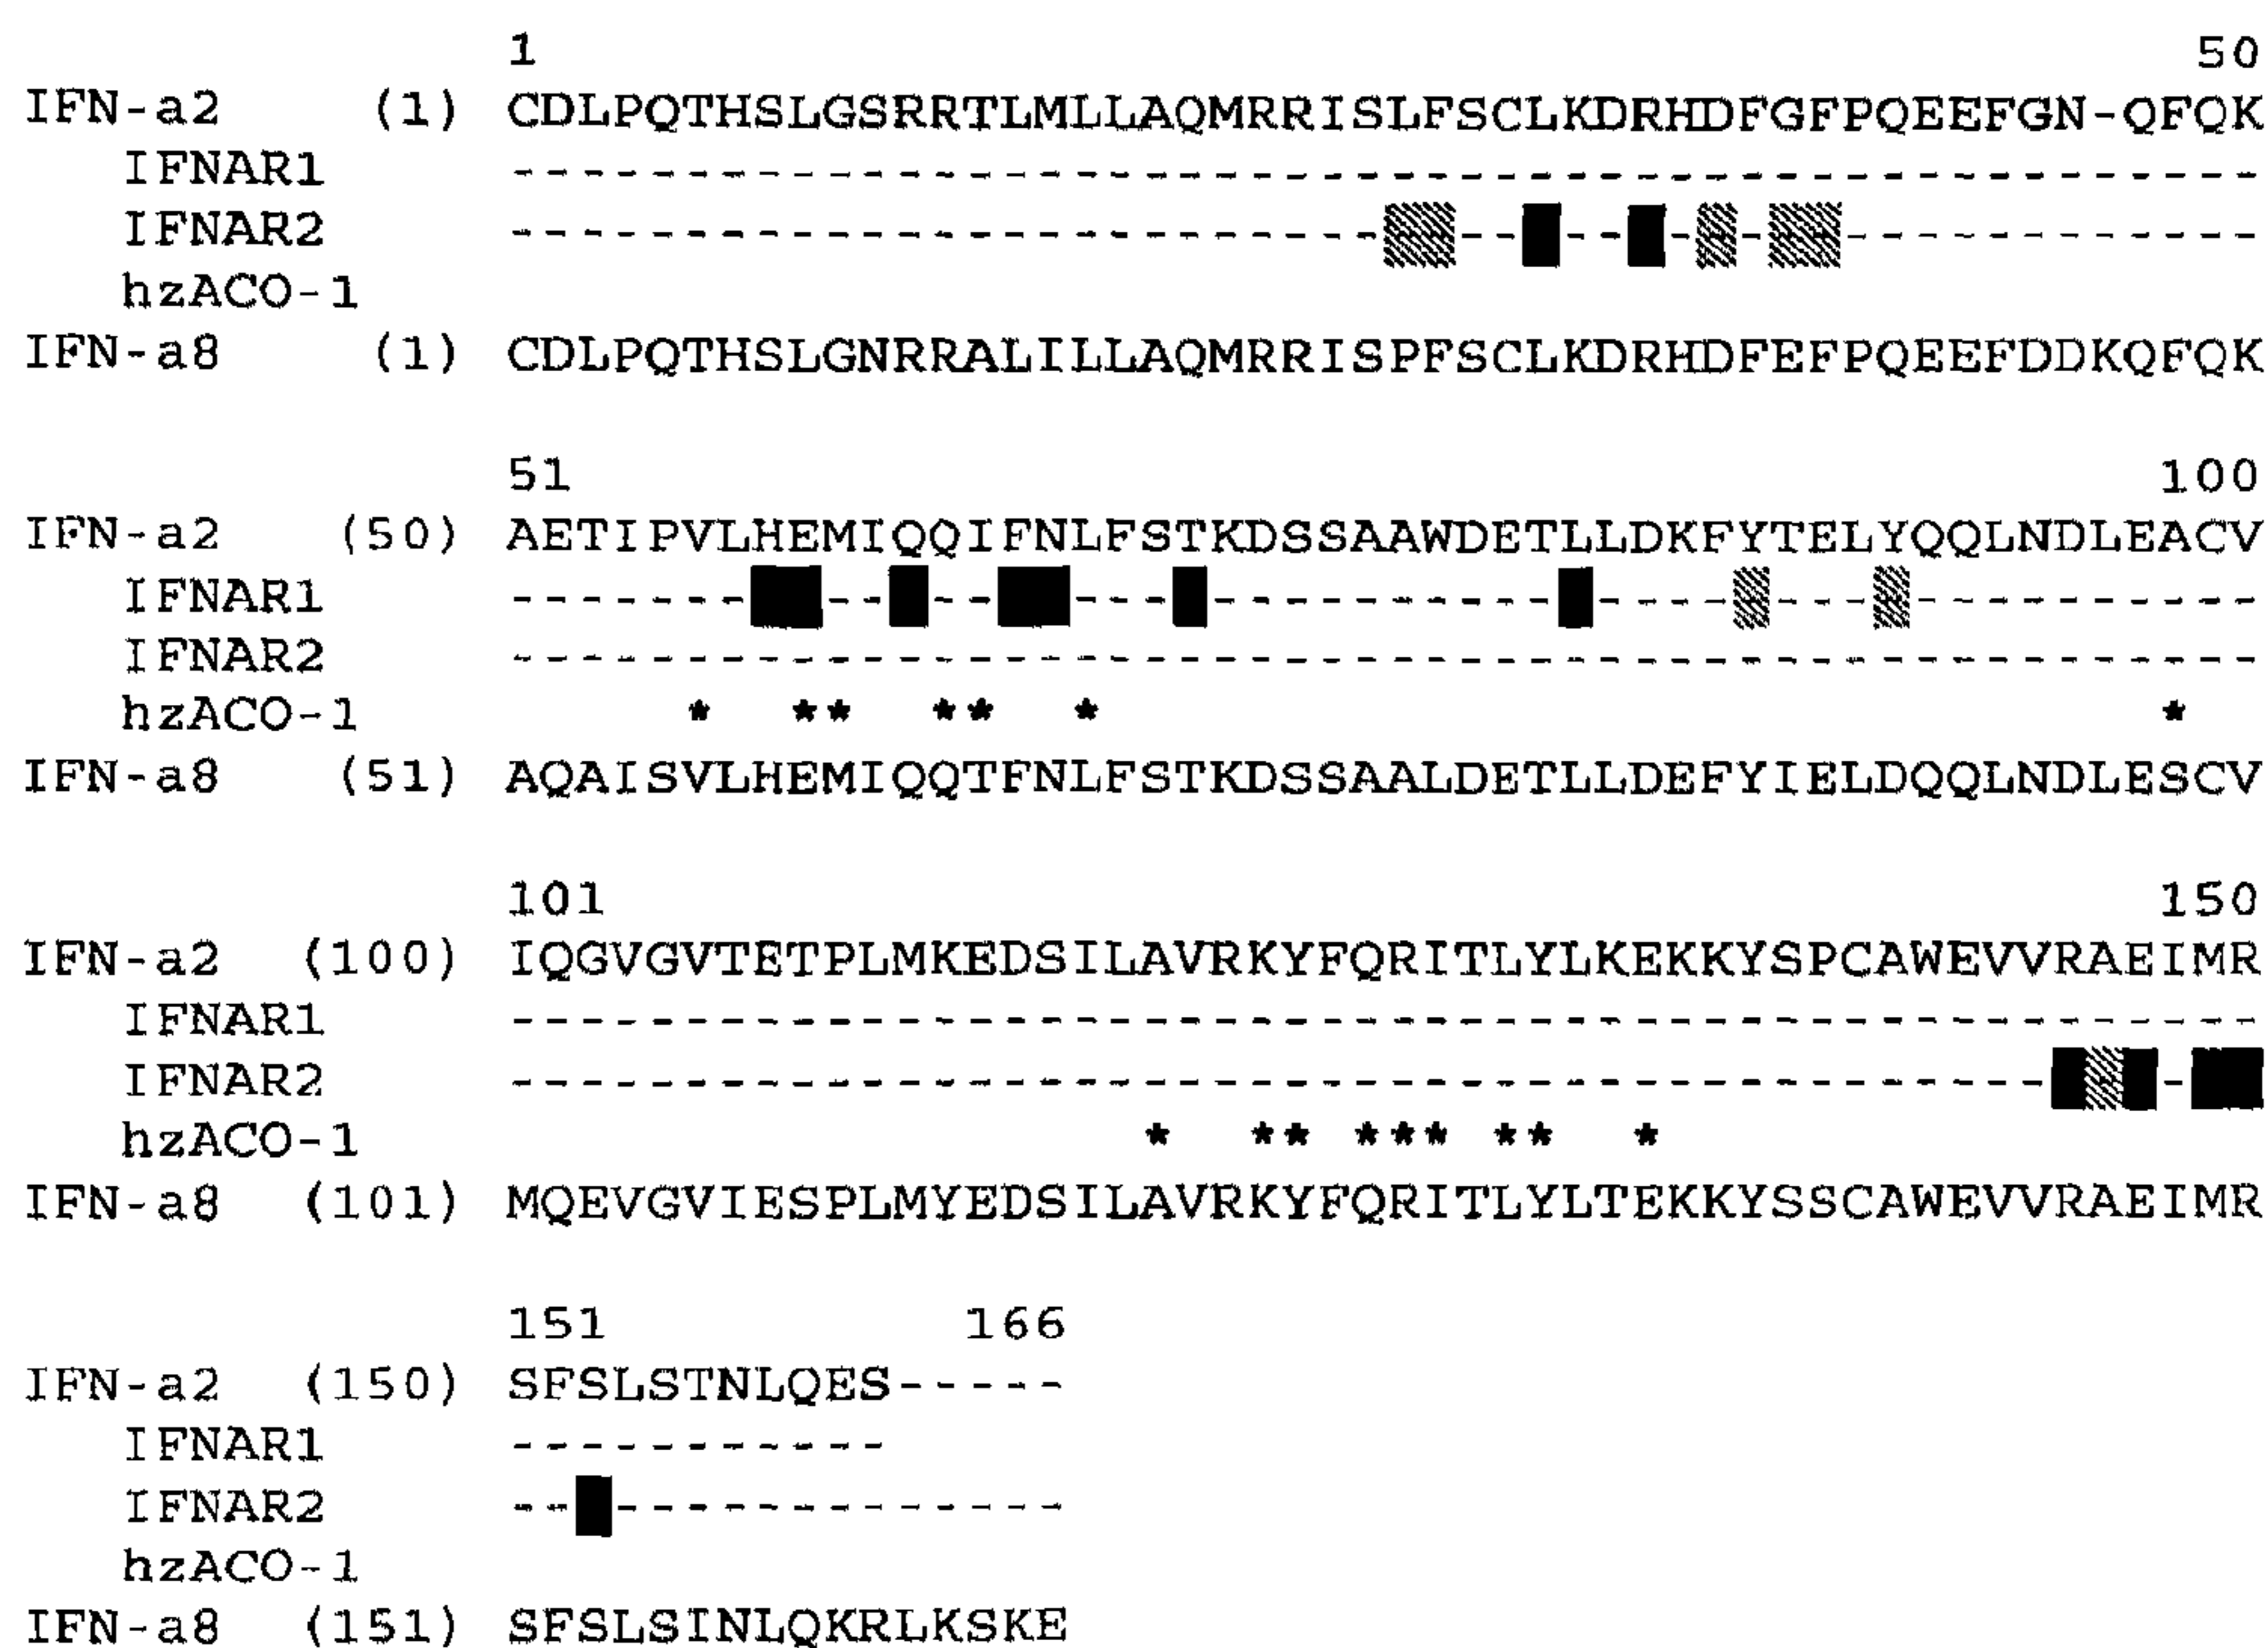 1 50
IFN-a2 (1) CDLPQTHSLGSRRTLMLLAQMRRISLFSCLKDRHDFGFPQEEFGN-QFQK
IFNAR1 --------------------------------------------------
IFNAR2 ------------------------- -- -- - - ------------
hzACO-1
IFN-a8 (1) CDLPQTHSLGNRRALILLAQMRRISPFSCLKDRHDFEFPQEEFDDKQFQK
51 100
IFN-a2 (50) AETIPVLHEMIQQIFNLFSTKDSSAAWDETLLDKFYTELYQQLNDLEACV
IFNAR1 ------- -- -- --- ---------- ---- --- ----------
IFNAR2 --------------------------------------------------
hzACO-1 * ** ** * *
IFN-a8 (51) AQAISVLHEMIQQTFNLFSTKDSSAALDETLLDEFYIELDQQLNDLESCV
101 150
IFN-a2 (100) IQGVGVTETPLMKEDSILAVRKYFQRITLYLKEKKYSPCAWEVVRAEIMR
IFNAR1 --------------------------------------------------
IFNAR2 -------------------------------------------- -
hzACO-1 * ** *** ** *
IFN-a8 (101) MQEVGVIESPLMYEDSILAVRKYFQRITLYLTEKKYSSCAWEVVRAEIMR
151 166
IFN-a2 (150) SFSLSTNLQES-----
IFNAR1 -----------
IFNAR2 -- -------------
hzACO-1
IFN-a8 (151) SFSLSINLQKRLKSKE